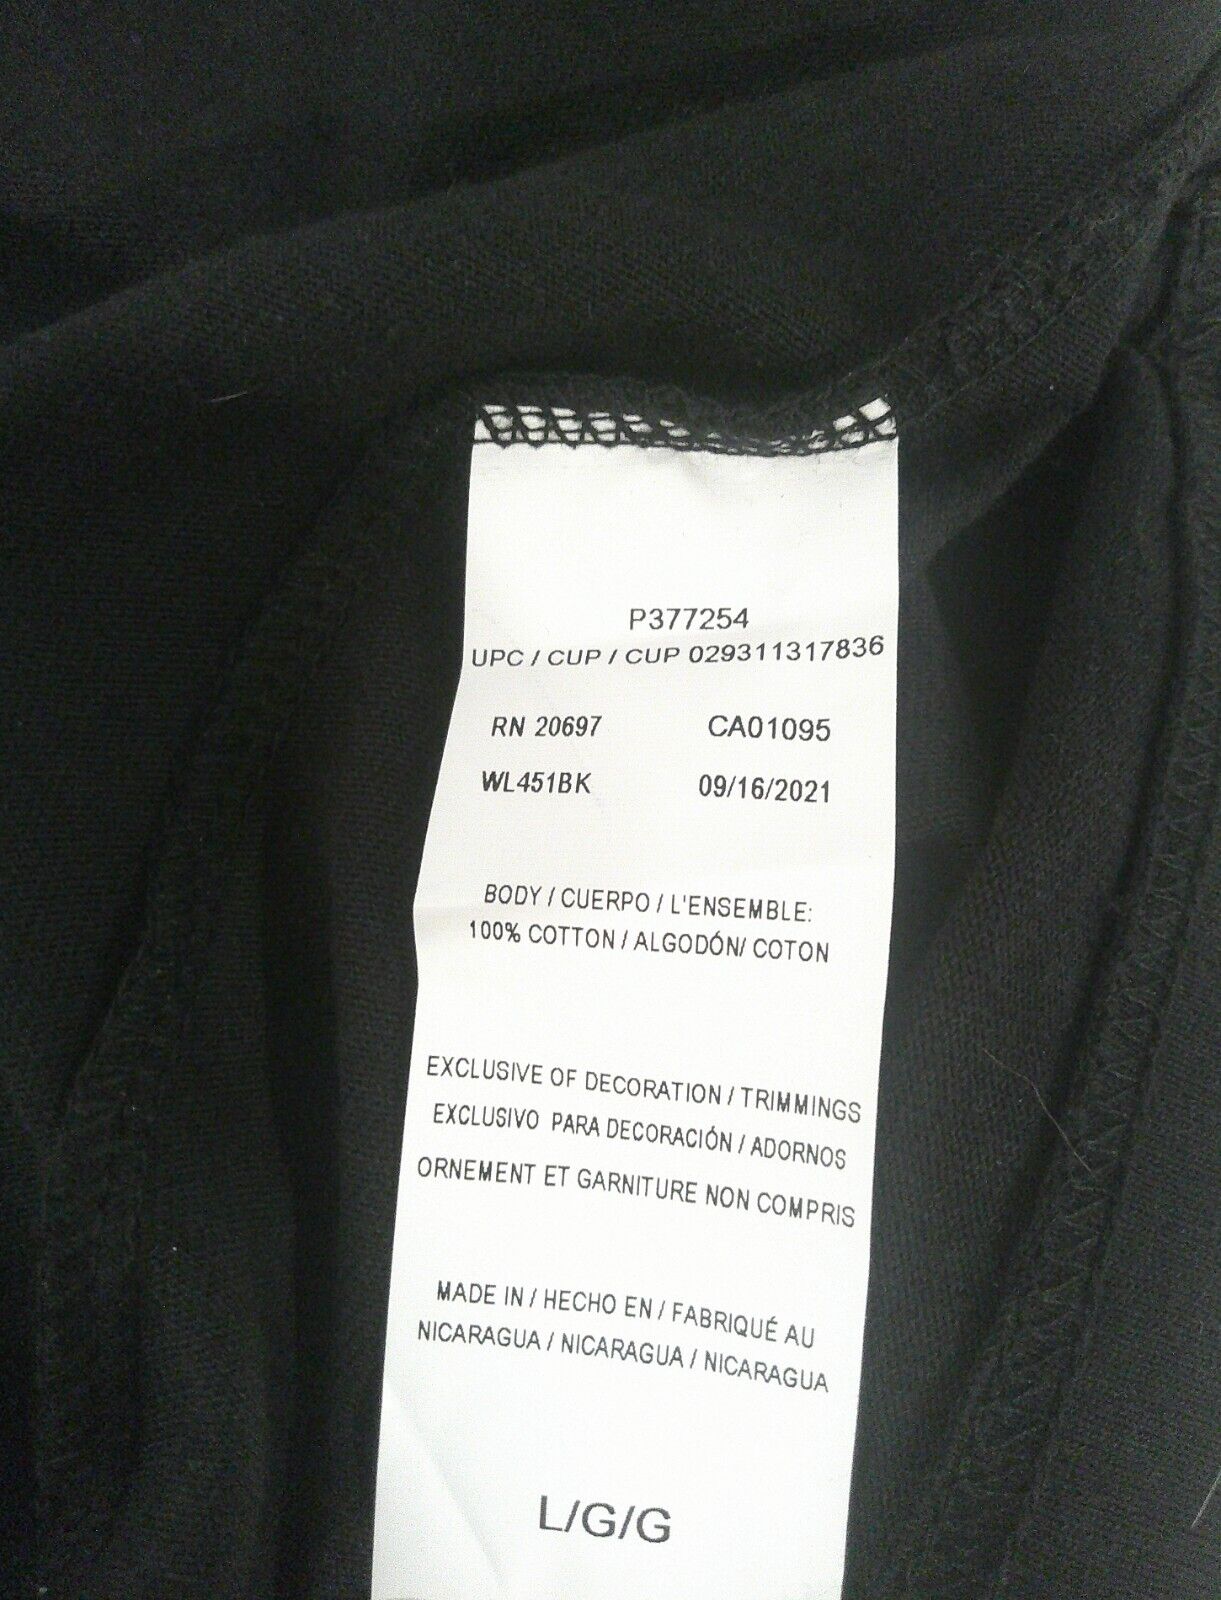 P377254
UPC / CUP / CUP 029311317836
RN 20697 CA01095
WL451BK 09/16/2021
BODY / CUERPO / L'ENSEMBLE:
100% COTTON / ALGODÓN/ COTON
EXCLUSIVE OF DECORATION / TRIMMINGS
EXCLUSIVO PARA DECORACIÓN / ADORNOS
ORNEMENT ET GARNITURE NON COMPRIS
MADE IN / HECHO EN / FABRIQUÉ AU
NICARAGUA / NICARAGUA / NICARAGUA
L/G/G